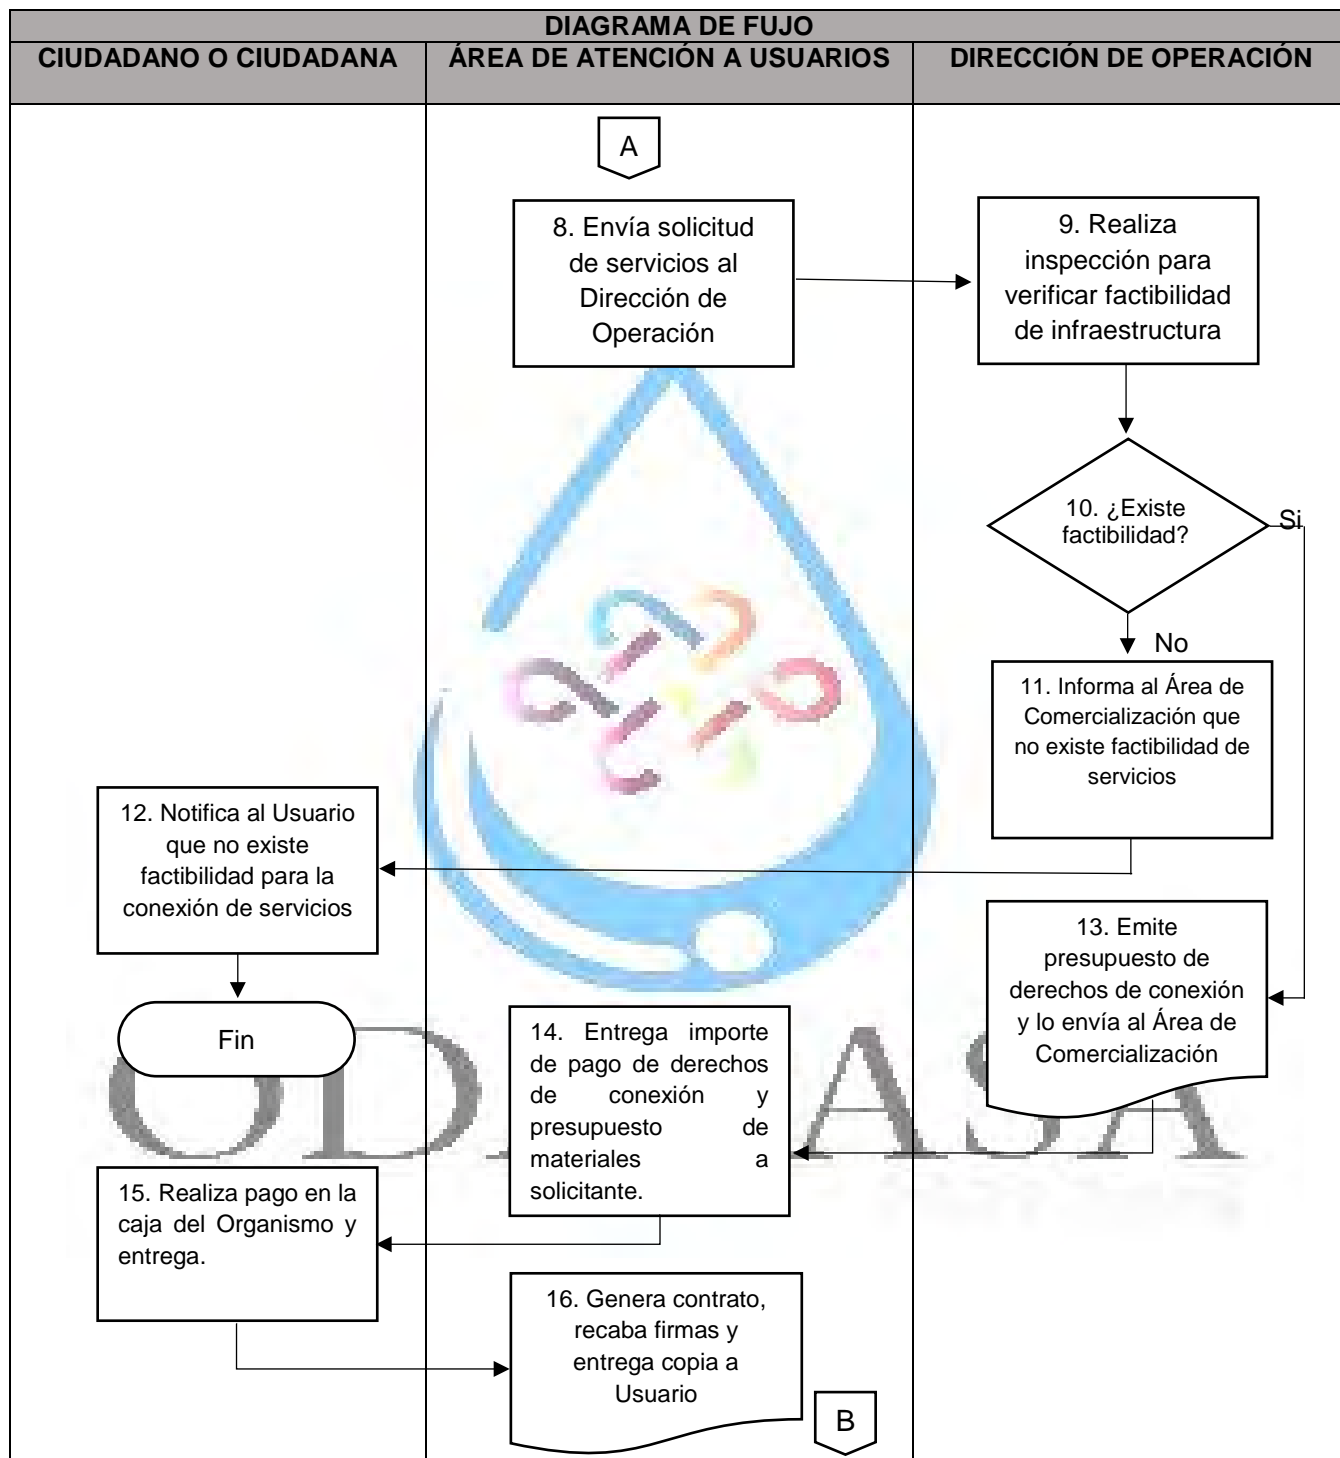 DIAGRAMA DE FUJO
CIUDADANO O CIUDADANA
ÁREA DE ATENCIÓN A USUARIOS
DIRECCIÓN DE OPERACIÓN
A
8. Envía solicitud
de servicios al
Dirección de
Operación
9. Realiza
inspección para
verificar factibilidad
de infraestructura
10. ¿Existe
factibilidad?
Si
No
11. Informa al Área de
Comercialización que
no existe factibilidad de
servicios
12. Notifica al Usuario
que no existe
factibilidad para la
conexión de servicios
Fin
13. Emite
presupuesto de
derechos de conexión
y lo envía al Área de
Comercialización
14. Entrega importe
de pago de derechos
de conexión y
presupuesto de
materiales a
solicitante.
15. Realiza pago en la
caja del Organismo y
entrega.
16. Genera contrato,
recaba firmas y
entrega copia a
Usuario
B